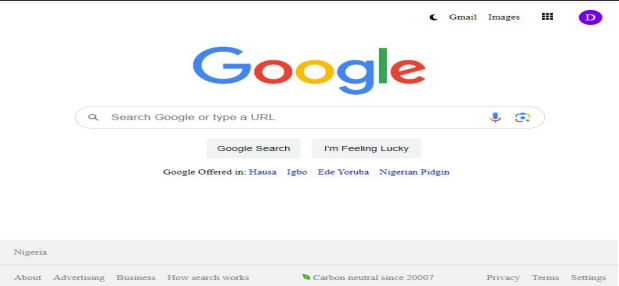 Gmail Images D
Google
Search Google or type a URL
Google Search I'm Feeling Lucky
Google Offered in: Hausa Igbo Ede Yoruba Nigerian Pidgin
Nigeria
About Advertising Business How search works Carbon neutral since 20007 Privacy Terms Settings